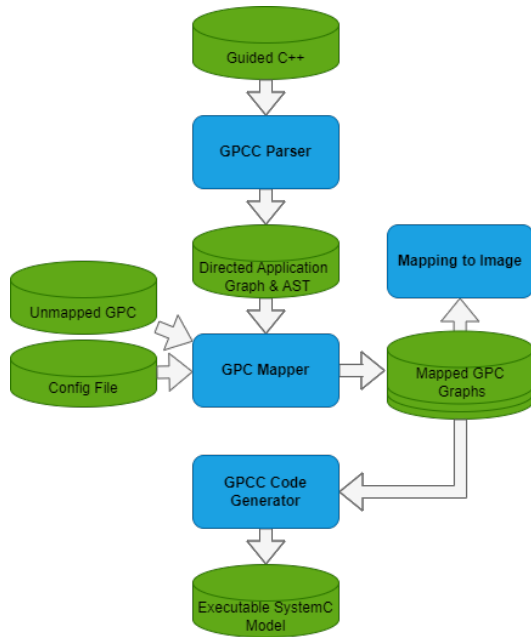 Guided C++
GPCC Parser
Directed Application
Graph & AST
Mapping to Image
Unmapped GPC
GPC Mapper
Config File
Mapped GPC
Graphs
GPCC Code
Generator
Executable SystemC
Model